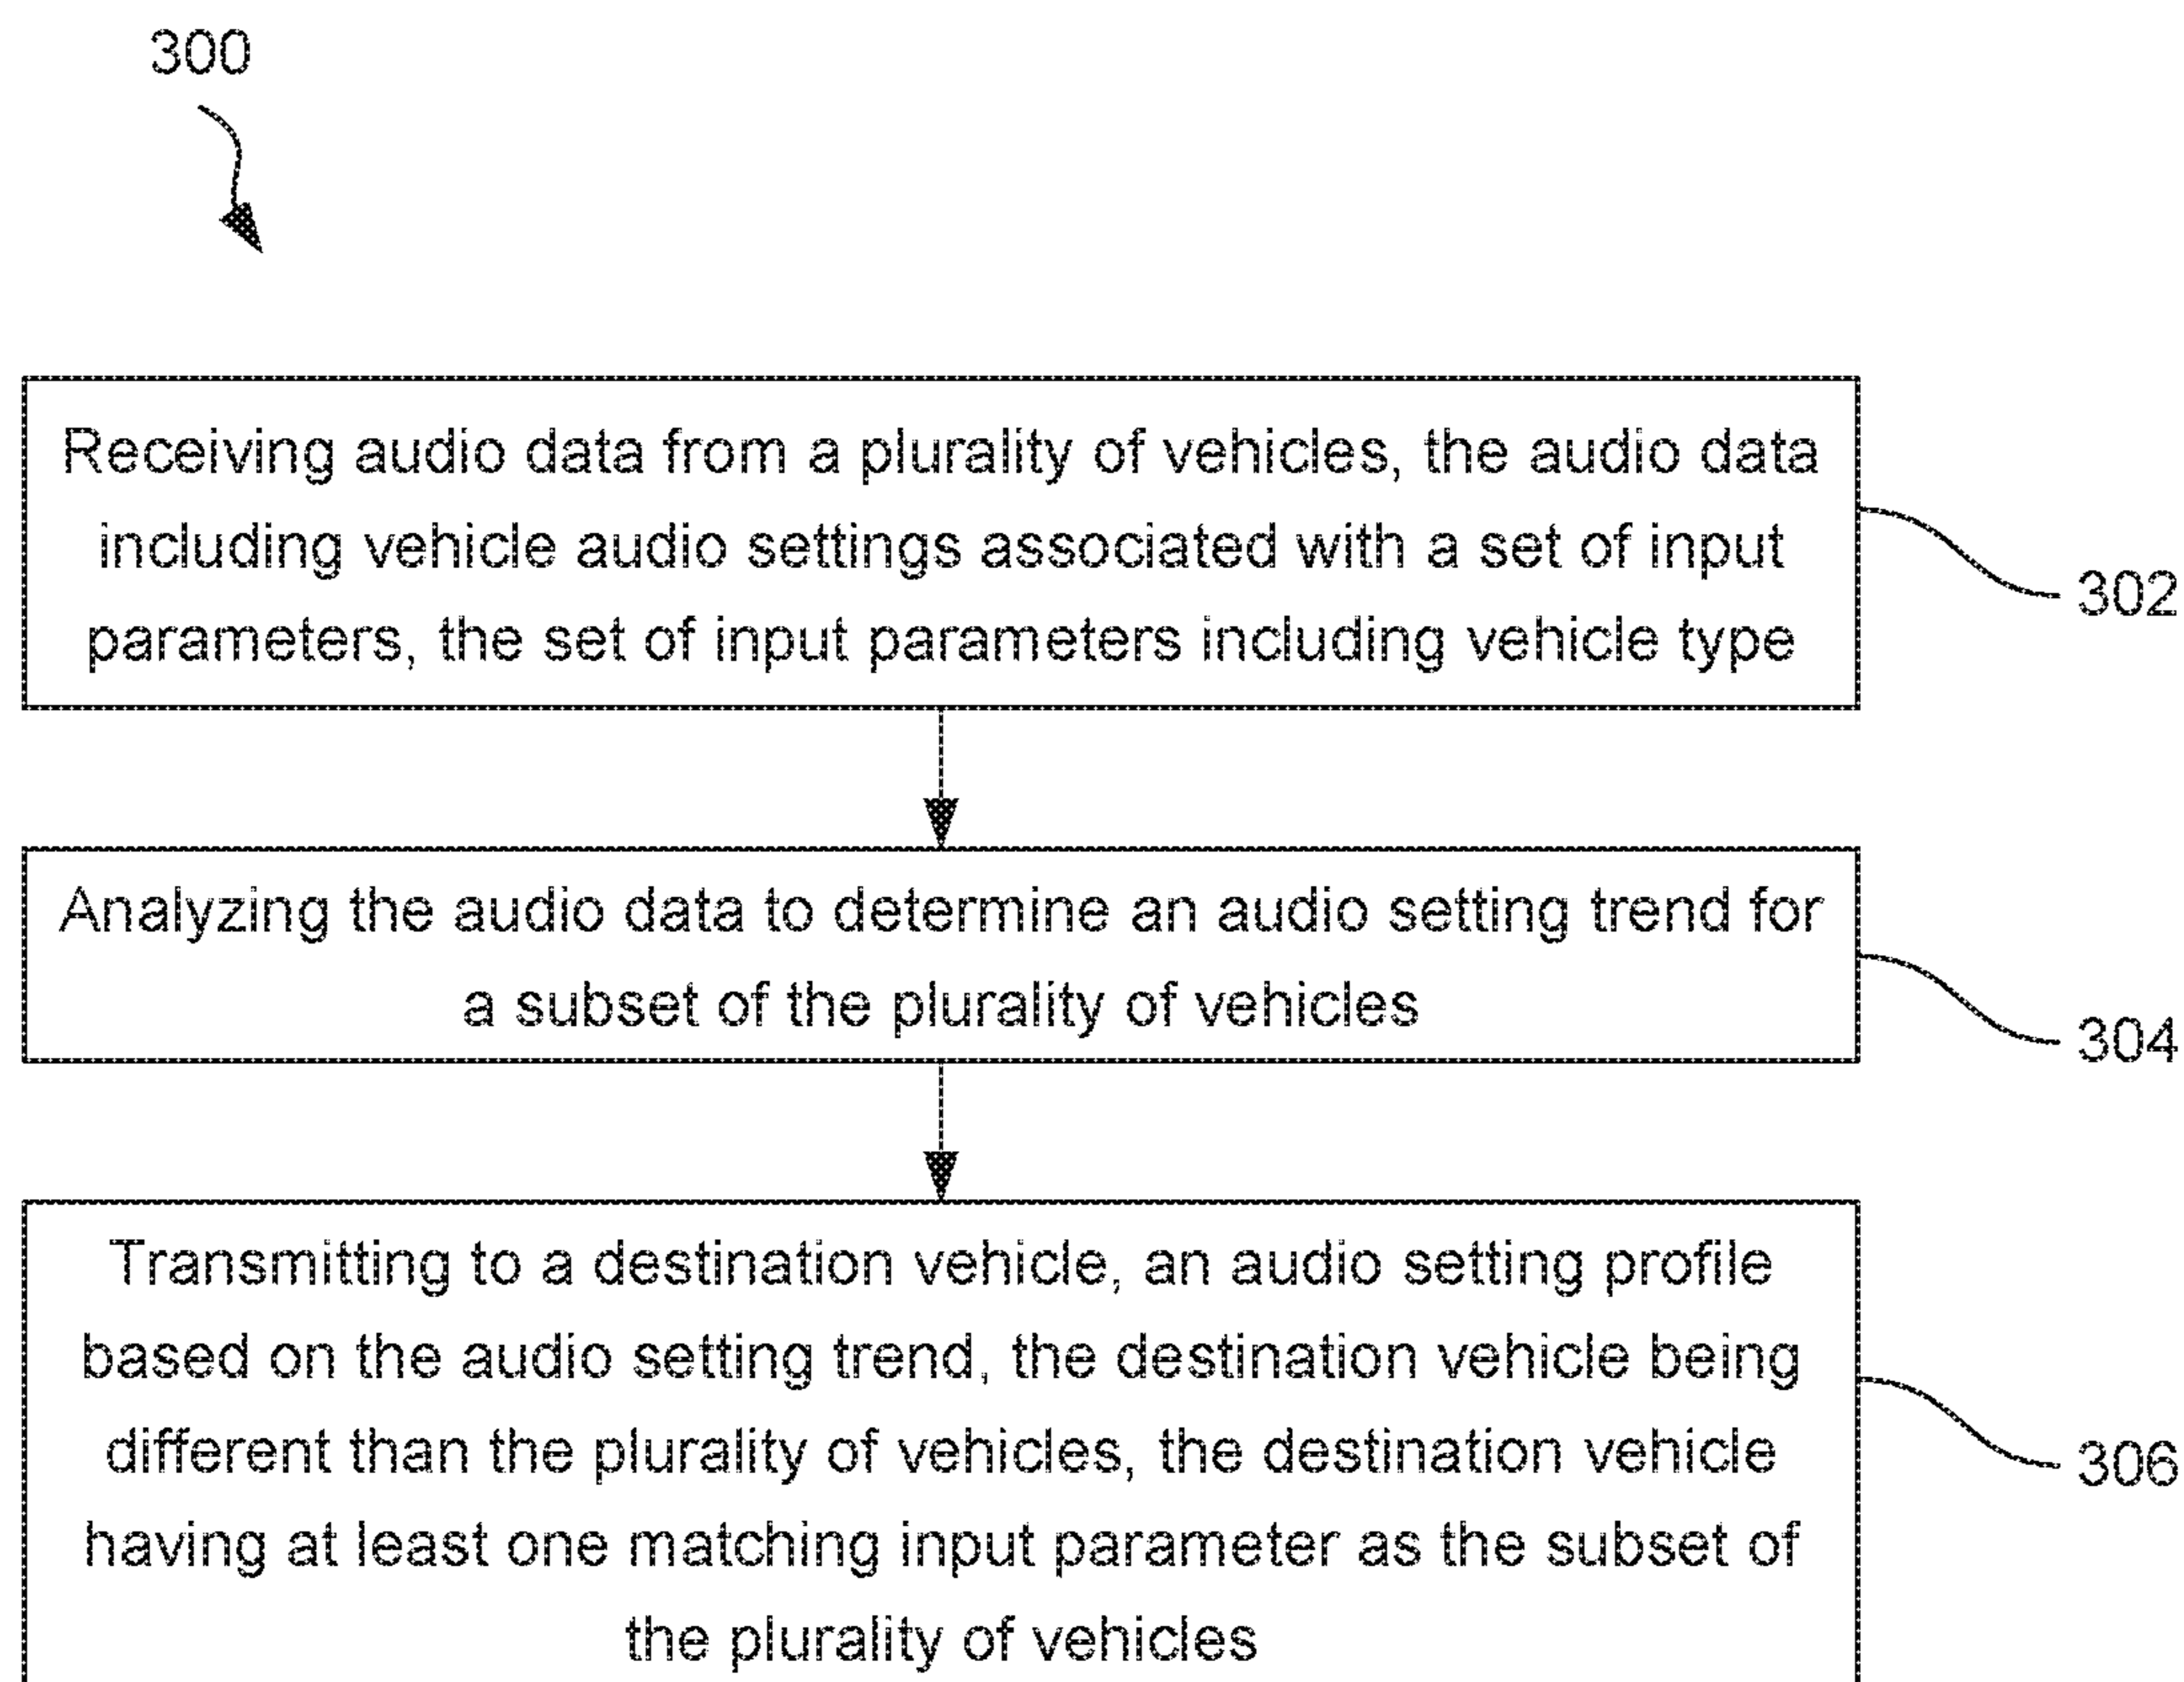 300
Receiving audio data from a plurality of vehicles, the audio data
including vehicle audio settings associated with a set of input
parameters, the set of input parameters including vehicle type
302
Analyzing the audio data to determine an audio setting trend for
a subset of the plurality of vehicles
304
Transmitting to a destination vehicle, an audio setting profile
based on the audio setting trend, the destination vehicle being
different than the plurality of vehicles, the destination vehicle
having at least one matching input parameter as the subset of
the plurality of vehicles
306